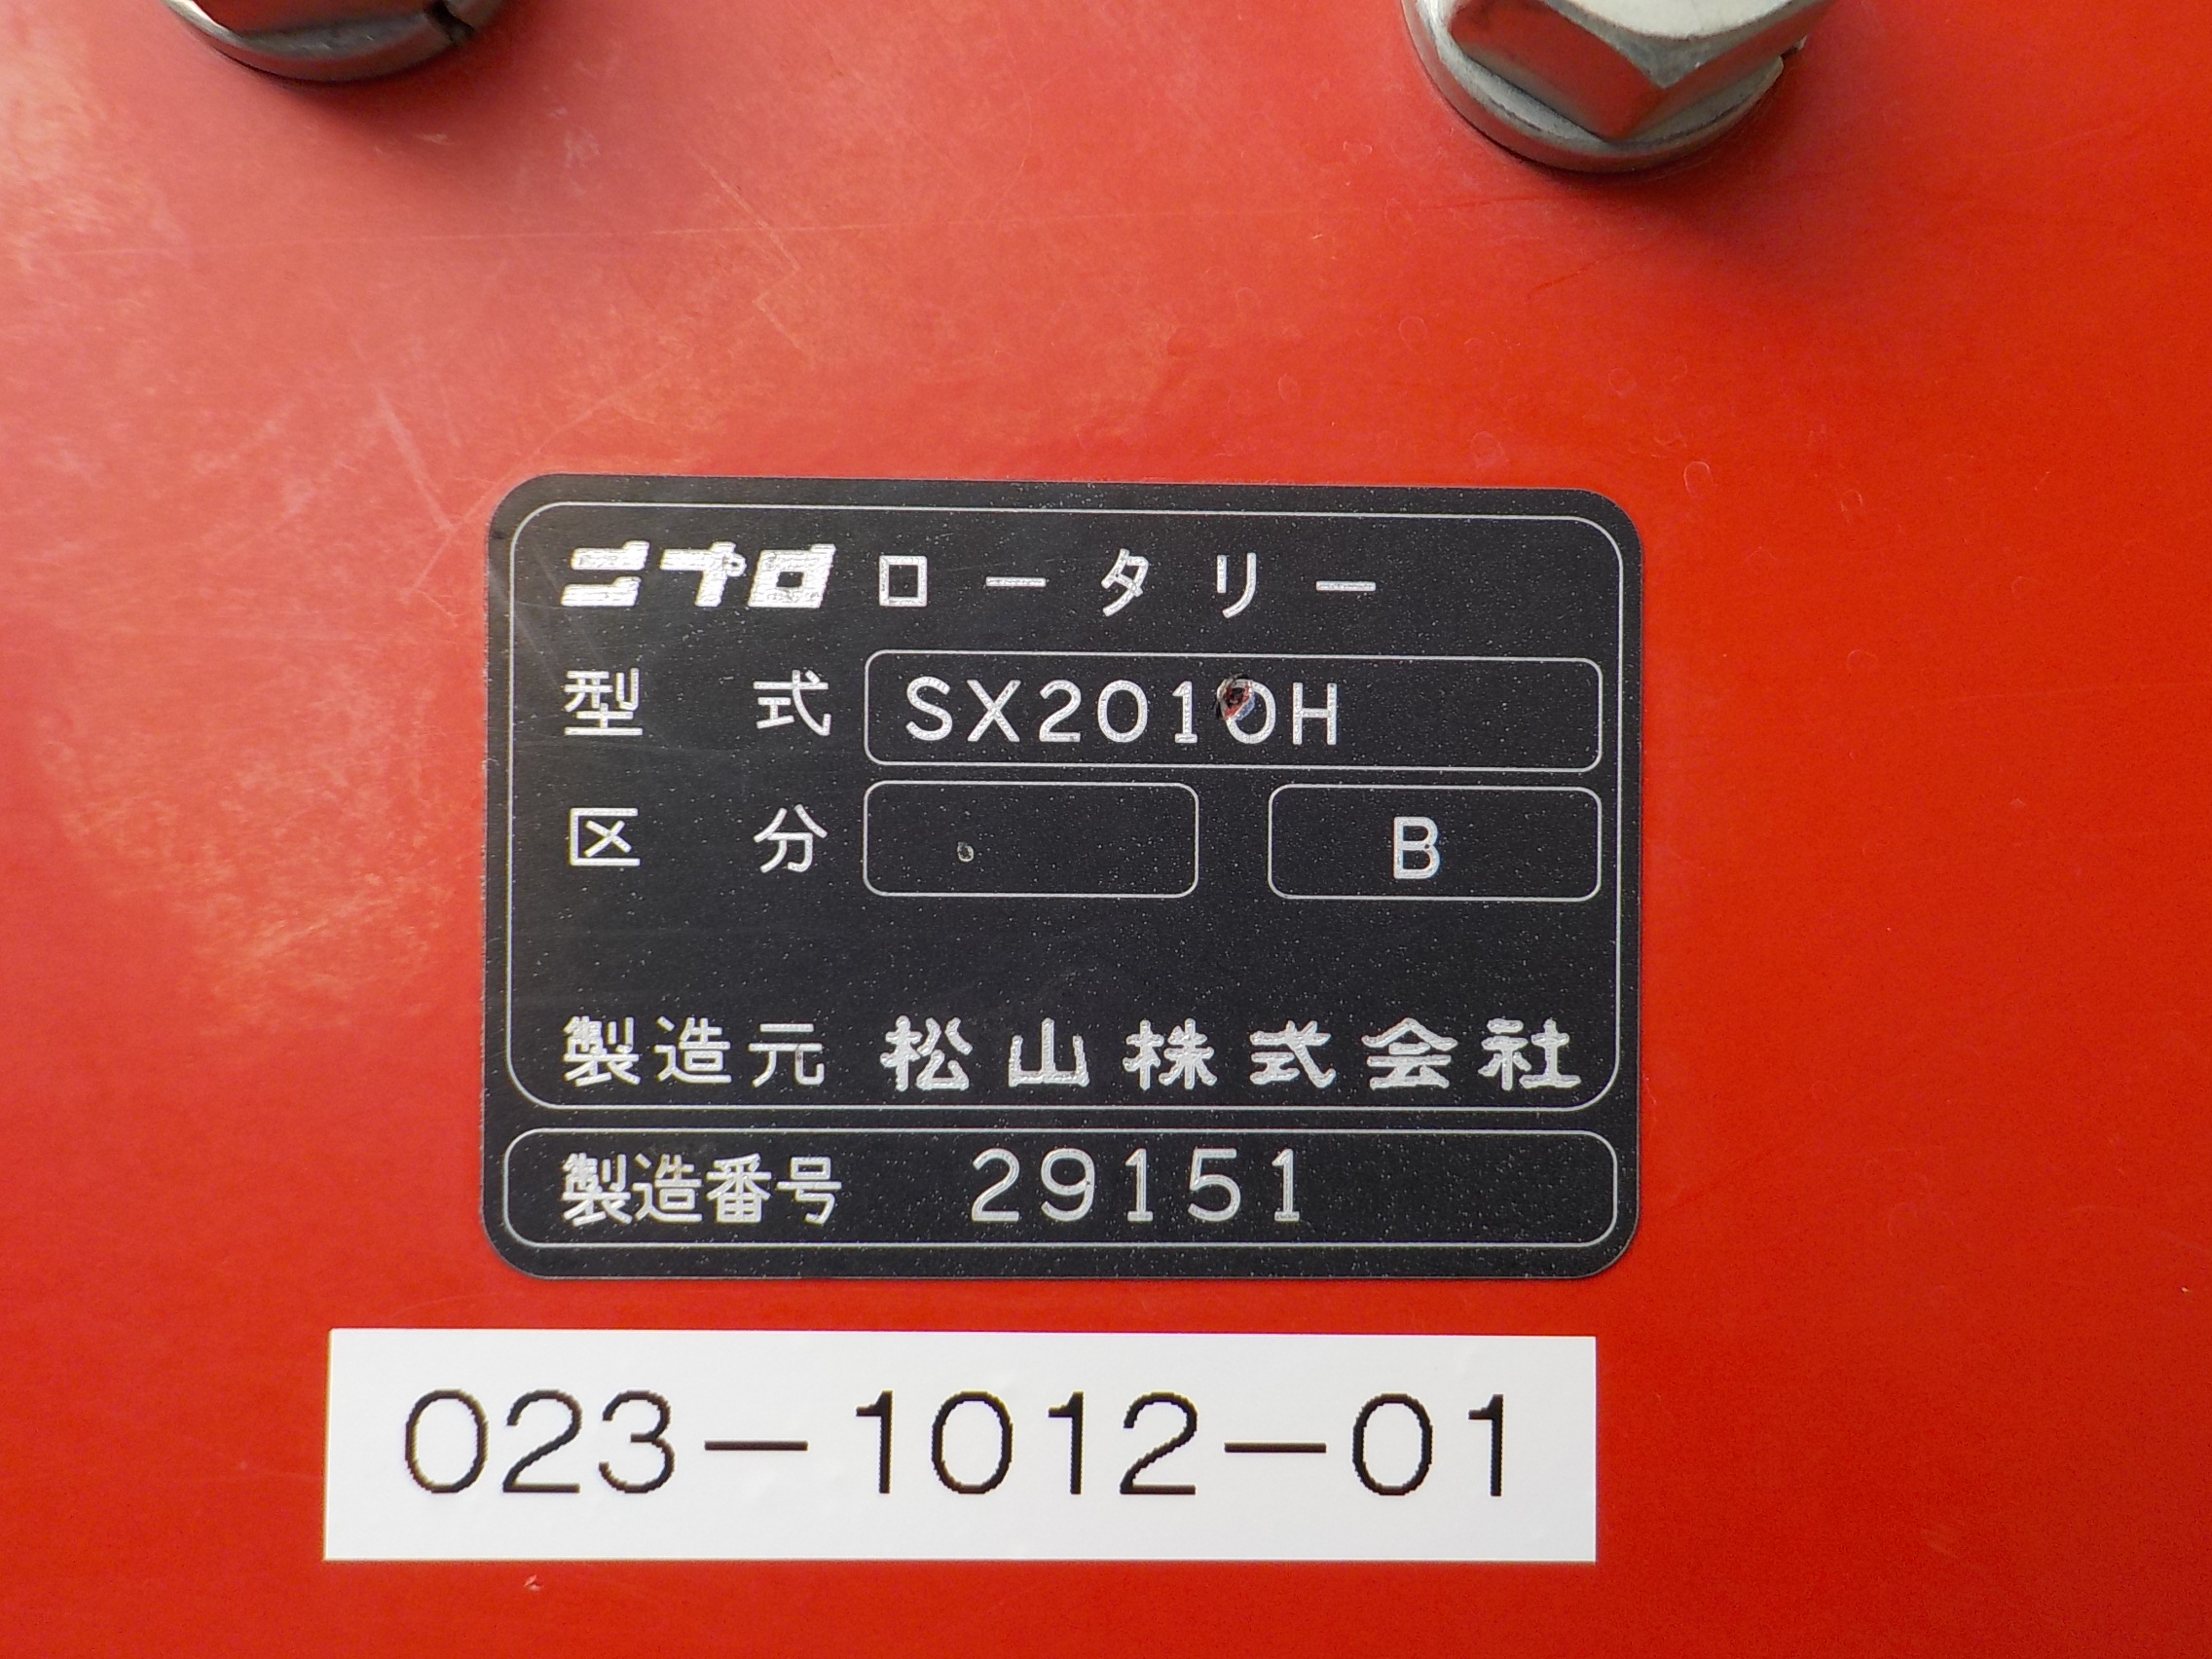 ニプロ ロータリー
型式 SX2010H
区分 B
製造元 松山株式会社
製造番号 29151
023-1012-01